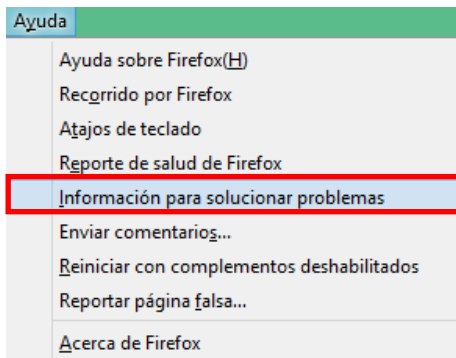 Ayuda
Ayuda sobre Firefox(H)
Recorrido por Firefox
Atajos de teclado
Reporte de salud de Firefox
Información para solucionar problemas
Enviar comentarios...
Reiniciar con complementos deshabilitados
Reportar página falsa...
Acerca de Firefox